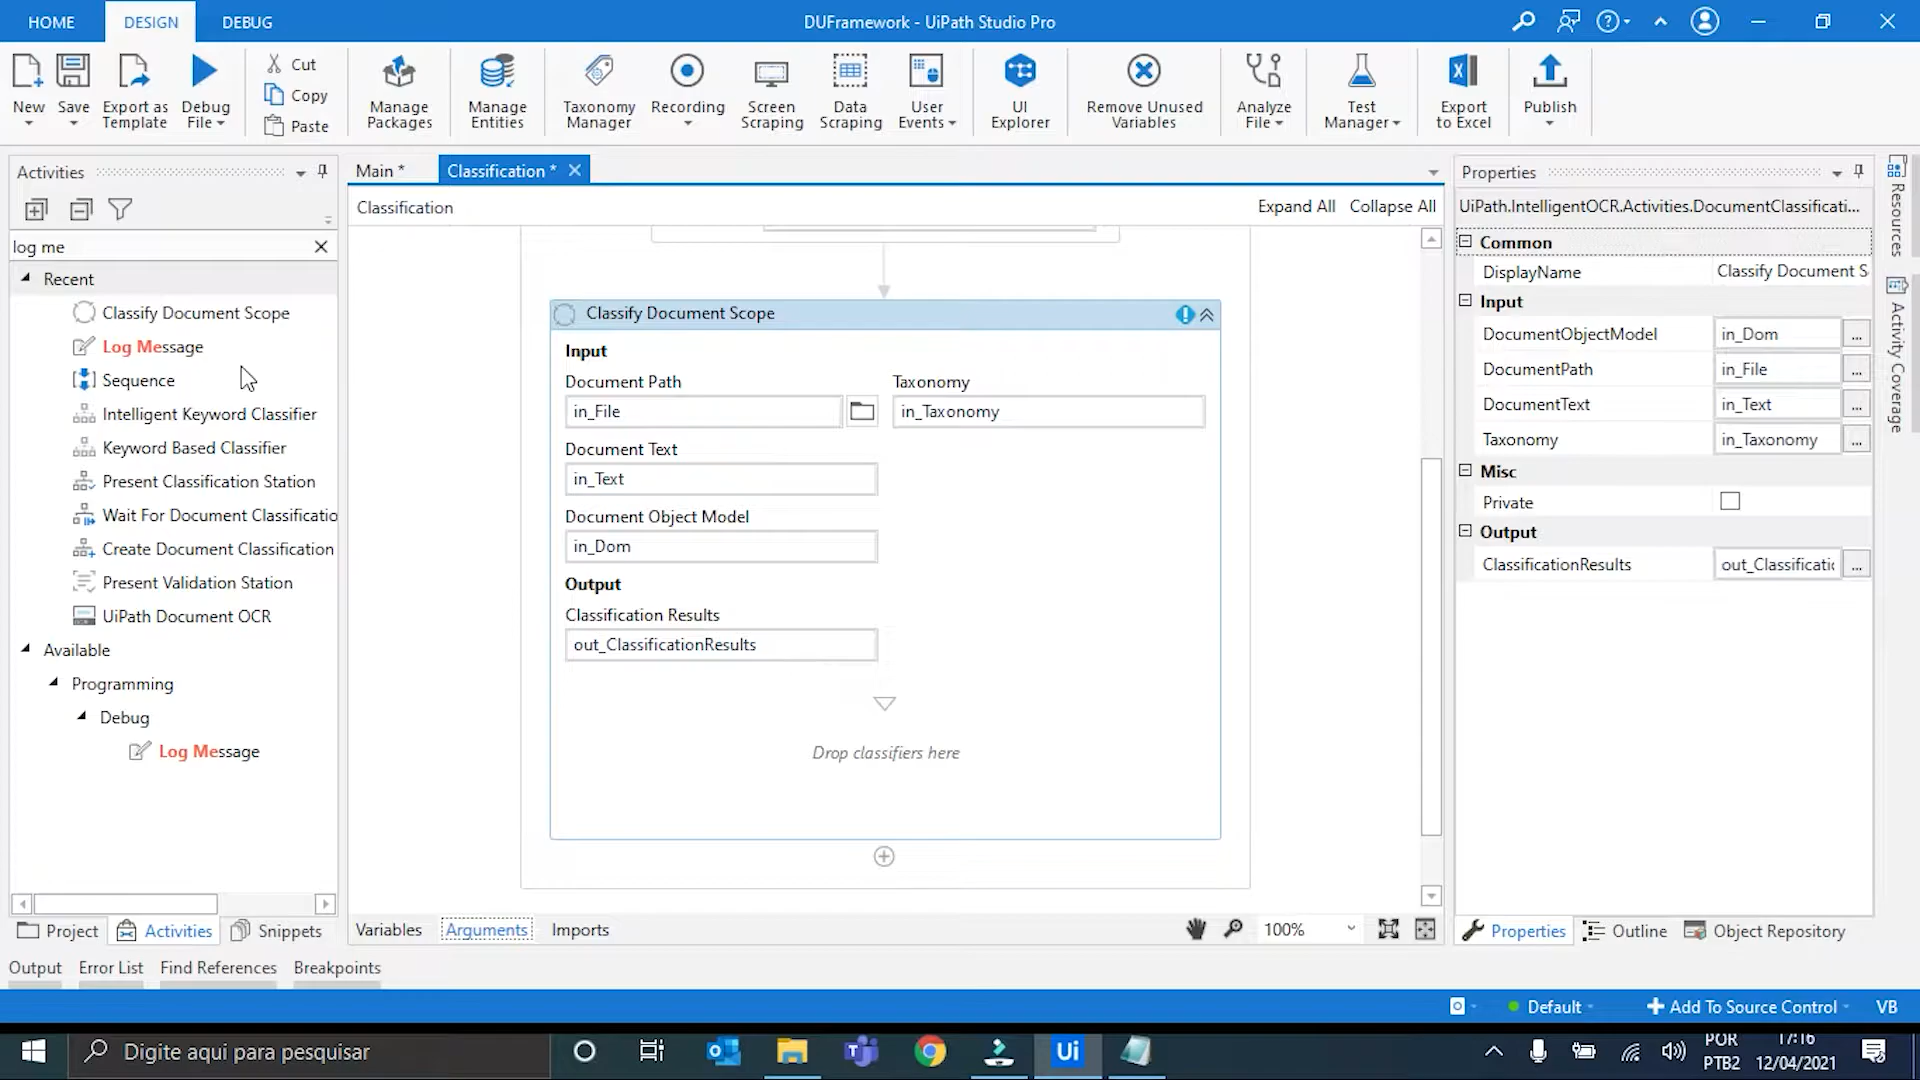 HOME DESIGN DEBUG
DUFramework - UiPath Studio Pro
New
Save
Export as
Template
Debug
File
Cut
Copy
Paste
Manage
Packages
Manage
Entities
Taxonomy
Manager
Recording
Screen
Scraping
Data
Scraping
User
Events
UI
Explorer
Remove Unused
Variables
Analyze
File
Test
Manager
Export
to Excel
Publish
Activities
log me
Recent
Classify Document Scope
Log Message
Sequence
Intelligent Keyword Classifier
Keyword Based Classifier
Present Classification Station
Wait For Document Classificatio
Create Document Classification
Present Validation Station
UiPath Document OCR
Available
Programming
Debug
Log Message
Project Activities Snippets
Main * Classification *
Classification Expand All Collapse All
Classify Document Scope
Input
Document Path Taxonomy
in_File in_Taxonomy
Document Text
in_Text
Document Object Model
in_Dom
Output
Classification Results
out_ClassificationResults
Drop classifiers here
Variables Arguments Imports 100%
Properties
UiPath.IntelligentOCR.Activities.DocumentClassificati...
Common
DisplayName Classify Document S
Input
DocumentObjectModel in_Dom ...
DocumentPath in_File ...
DocumentText in_Text ...
Taxonomy in_Taxonomy ...
Misc
Private
Output
ClassificationResults out_Classificatic ...
Properties Outline Object Repository
Resources
Activity Coverage
Output Error List Find References Breakpoints
Default Add To Source Control VB
Digite aqui para pesquisar
Ui
POR
PTB2
17:16
12/04/2021